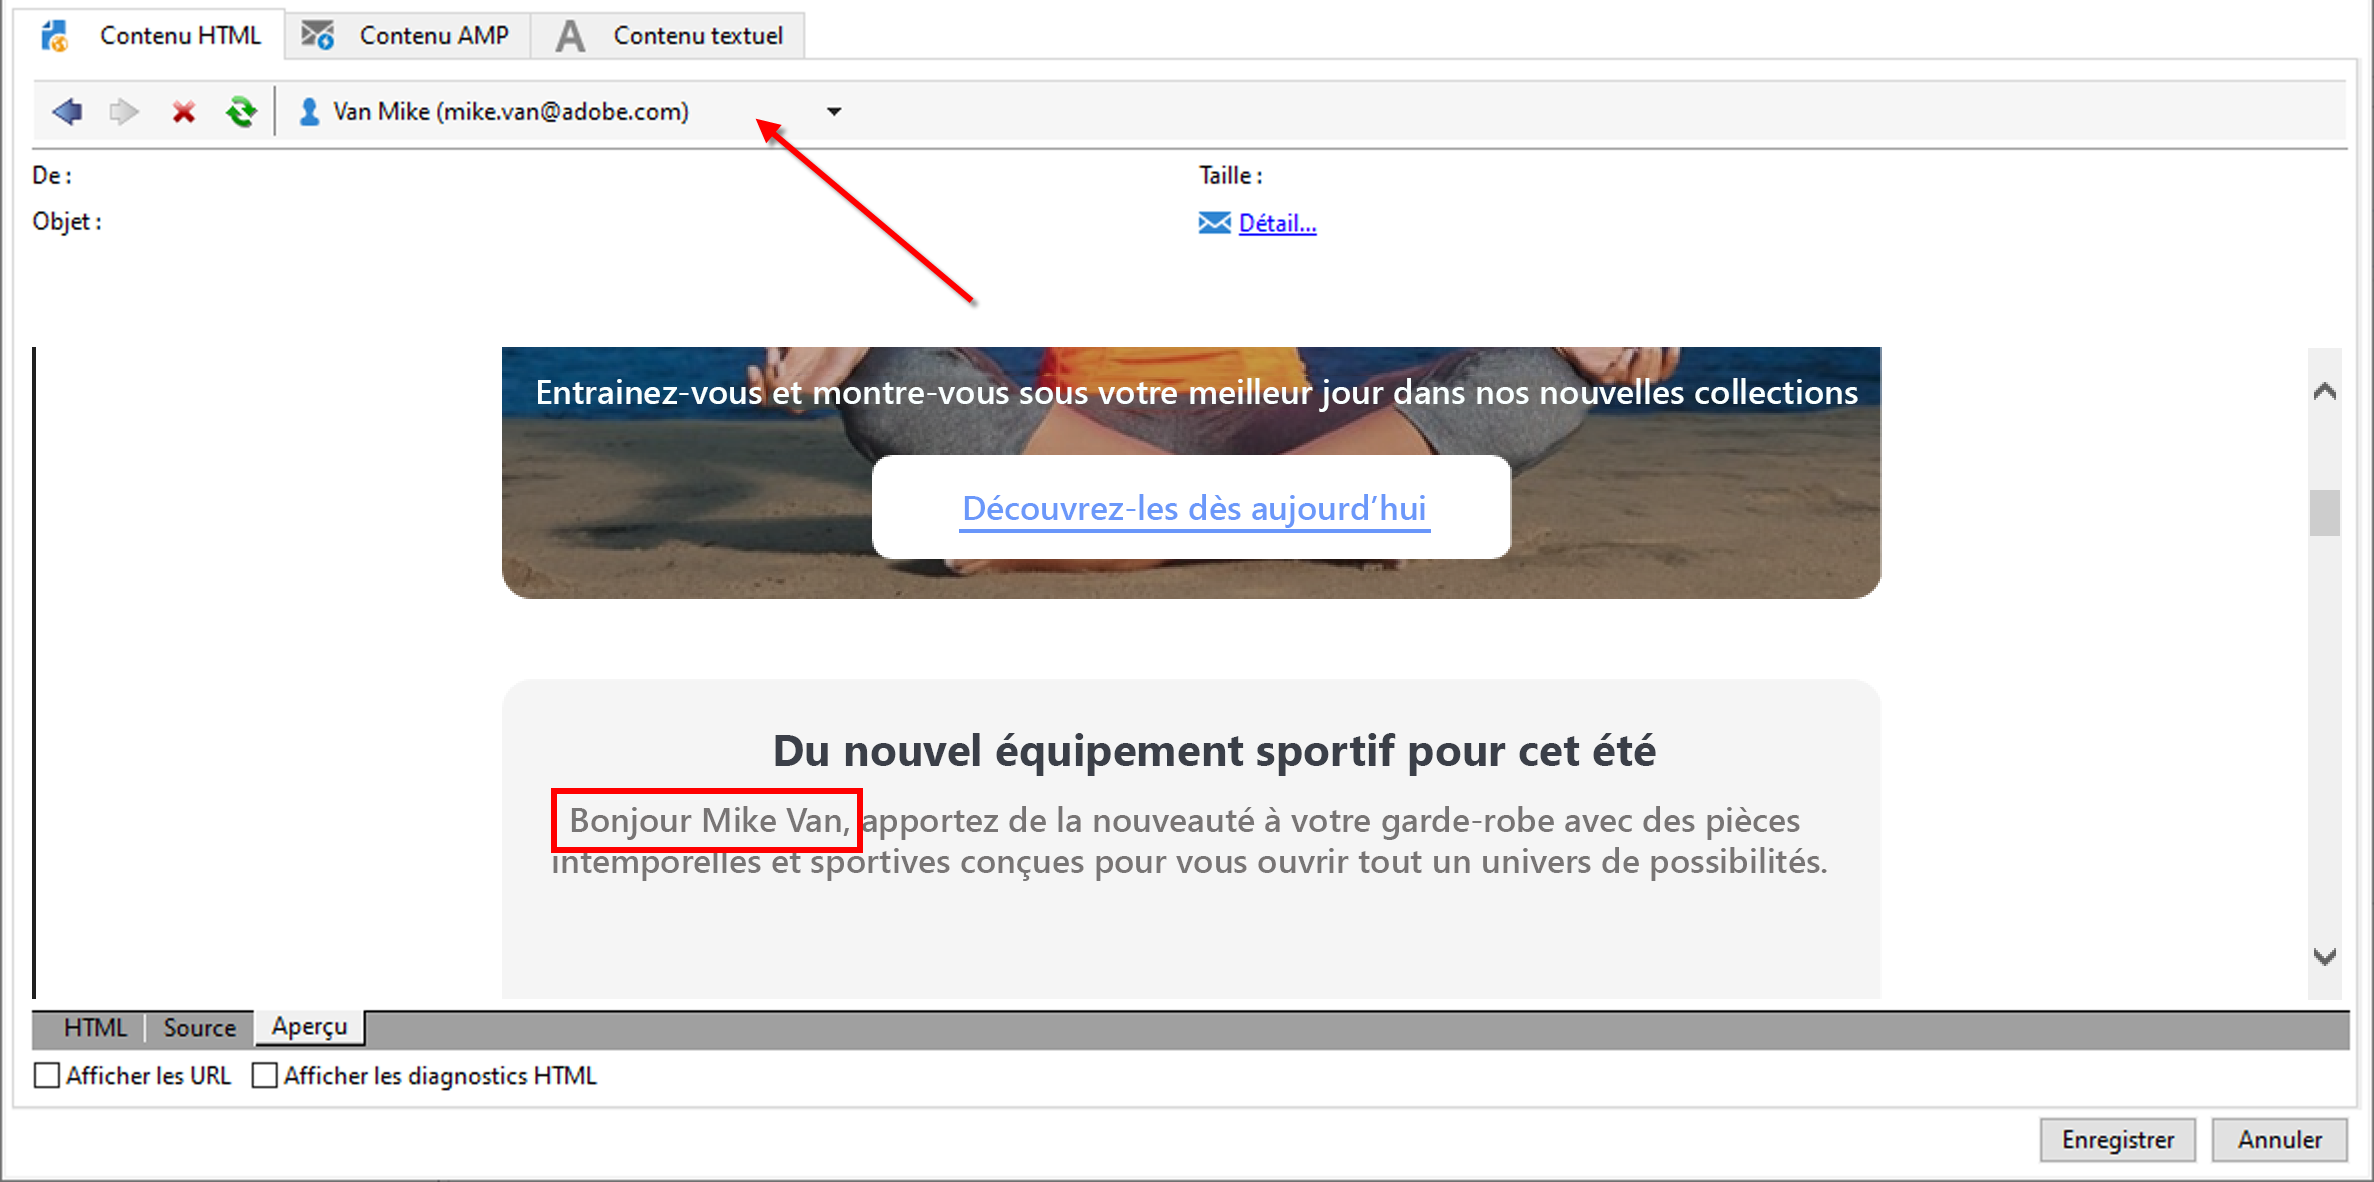 Contenu HTML
Contenu AMP
Contenu textuel
Van Mike (mike.van@adobe.com)
De :
Taille :
Objet :
Détail...
Entrainez-vous et montre-vous sous votre meilleur jour dans nos nouvelles collections
Découvrez-les dès aujourd’hui
Du nouvel équipement sportif pour cet été
Bonjour Mike Van, apportez de la nouveauté à votre garde-robe avec des pièces
intemporelles et sportives conçues pour vous ouvrir tout un univers de possibilités.
HTML
Source
Aperçu
Afficher les URL
Afficher les diagnostics HTML
Enregistrer
Annuler